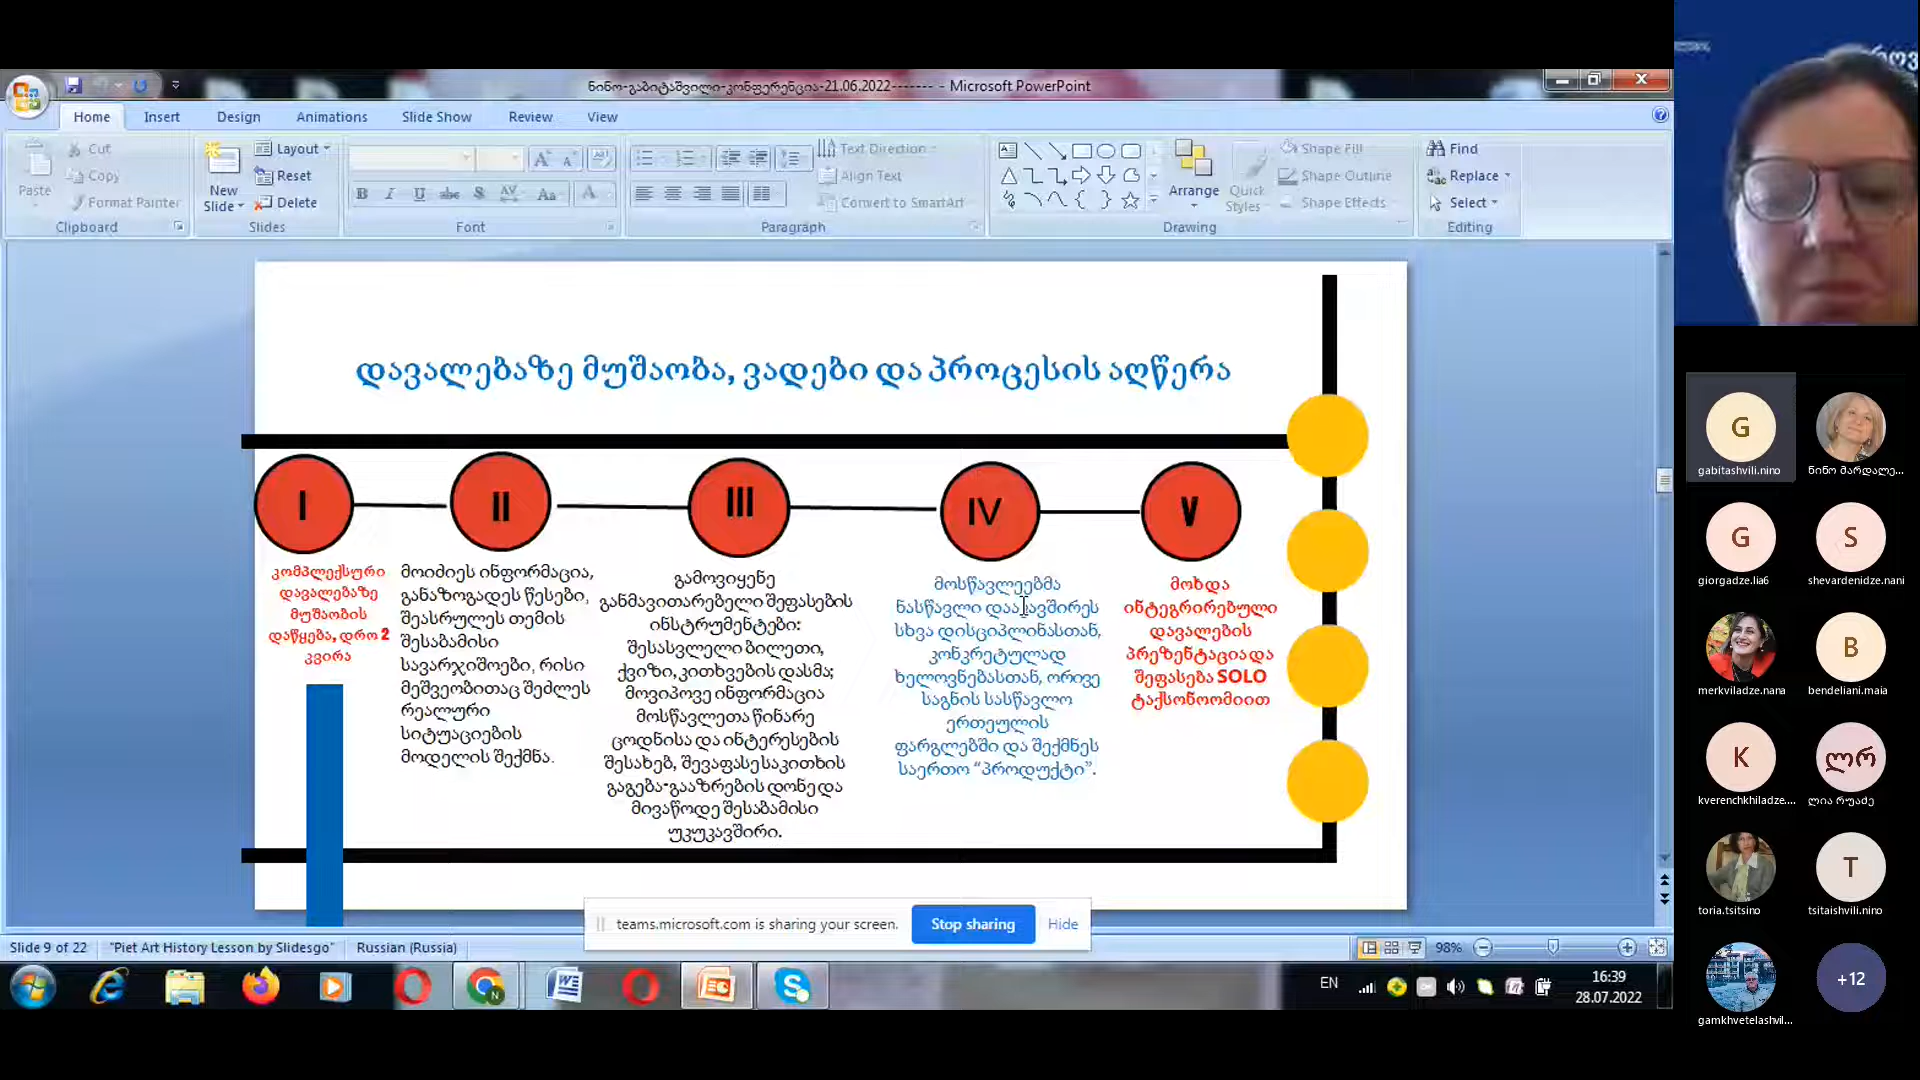 ნინო-გაბიტაშვილი-კონფერენცია-21.06.2022------- - Microsoft PowerPoint
Home Insert Design Animations Slide Show Review View
Paste
Cut
Copy
Format Painter
Clipboard
New
Slide
Layout
Reset
Delete
Slides
Font
Text Direction
Align Text
Convert to SmartArt
Paragraph
Arrange
Quick
Styles
Shape Fill
Shape Outline
Shape Effects
Drawing
Find
Replace
Select
Editing
დავალებაზე მუშაობა, ვადები და პროცესის აღწერა
I
II
III
IV
V
კომპლექსური
დავალებაზე
მუშაობის
დაწყება, დრო 2
კვირა
მოიძიეს ინფორმაცია,
განაზოგადეს წესები,
შეასრულეს თემის
შესაბამისი
სავარჯიშოები, რისი
მეშვეობითაც შეძლეს
რეალური
სიტუაციების
მოდელის შექმნა.
გამოვიყენე
განმავითარებელი შეფასების
ინსტრუმენტები:
შესასვლელი ბილეთი,
ქვიზი, კითხვების დასმა;
მოვიპოვე ინფორმაცია
მოსწავლეთა წინარე
ცოდნისა და ინტერესების
შესახებ, შევაფასე საკითხის
გაგება-გააზრების დონე და
მივაწოდე შესაბამისი
უკუკავშირი.
მოსწავლეებმა
ნასწავლი დააკავშირეს
სხვა დისციპლინასთან,
კონკრეტულად
ხელოვნებასთან, ორივე
საგნის სასწავლო
ერთეულის
ფარგლებში და შექმნეს
საერთო “პროდუქტი”.
მოხდა
ინტეგრირებული
დავალების
პრეზენტაცია და
შეფასება SOLO
ტაქსონოომიით
teams.microsoft.com is sharing your screen. Stop sharing Hide
Slide 9 of 22 "Piet Art History Lesson by Slidesgo" Russian (Russia) 98%
EN
16:39
28.07.2022
G
gabitashvili.nino
ნინო მარდალე...
G
giorgadze.lia6
S
shevardenidze.nani
merkviladze.nana
B
bendeliani.maia
K
kverenchkhiladze....
ლრ
ლია რუაძე
toria.tsitsino
T
tsitaishvili.nino
gamkhvetelashvil...
+12